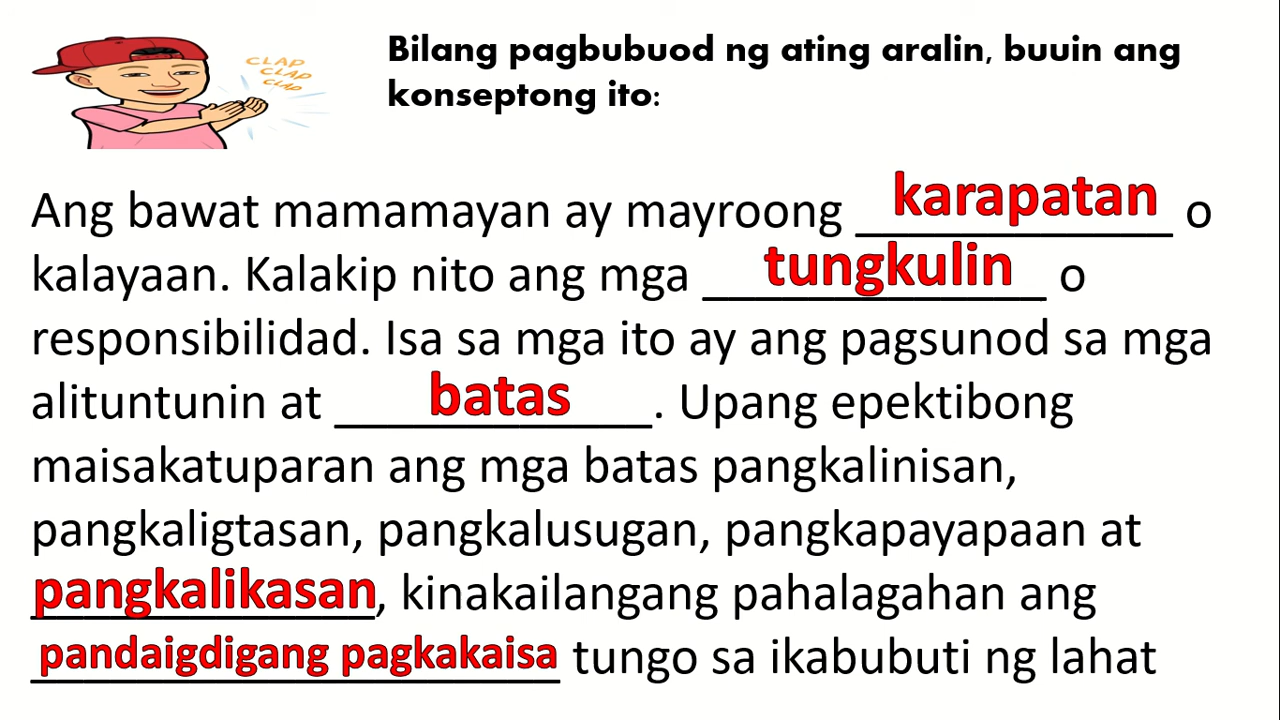 CLAP
CLAP
CLAP
Bilang pagbubuod ng ating aralin, buuin ang
konseptong ito:
Ang bawat mamamayan ay mayroong karapatan o
kalayaan. Kalakip nito ang mga tungkulin o
responsibilidad. Isa sa mga ito ay ang pagsunod sa mga
alituntunin at batas. Upang epektibong
maisakatuparan ang mga batas pangkalinisan,
pangkaligtasan, pangkalusugan, pangkapayapaan at
pangkalikasan, kinakailangang pahalagahan ang
pandaigdigang pagkakaisa tungo sa ikabubuti ng lahat